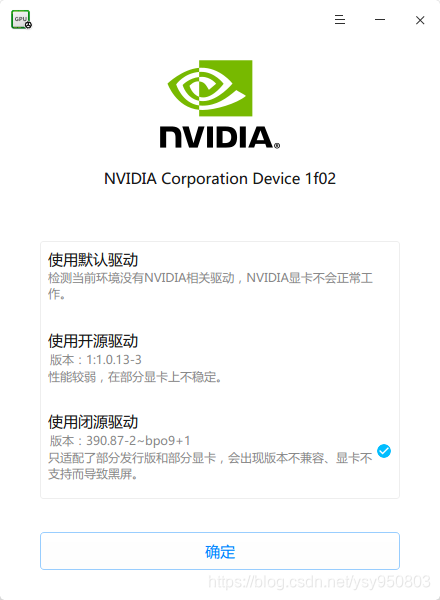 GPU
NVIDIA®
NVIDIA Corporation Device 1f02
使用默认驱动
检测当前环境没有NVIDIA相关驱动，NVIDIA显卡不会正常工
作。
使用开源驱动
版本：1:1.0.13-3
性能较弱，在部分显卡上不稳定。
使用闭源驱动
版本：390.87-2~bpo9+1
只适配了部分发行版和部分显卡，会出现版本不兼容、显卡不
支持而导致黑屏。
确定
https://blog.csdn.net/ysy950803